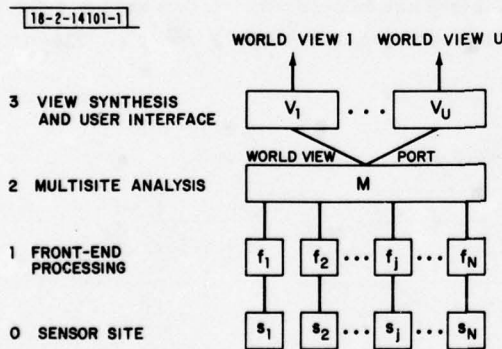 18-2-14101-1
WORLD VIEW 1 WORLD VIEW U
3 VIEW SYNTHESIS
AND USER INTERFACE
V1 ... VU
WORLD VIEW PORT
2 MULTISITE ANALYSIS
M
1 FRONT-END
PROCESSING
f1 f2 ... fj ... fN
0 SENSOR SITE
s1 s2 ... sj ... sN